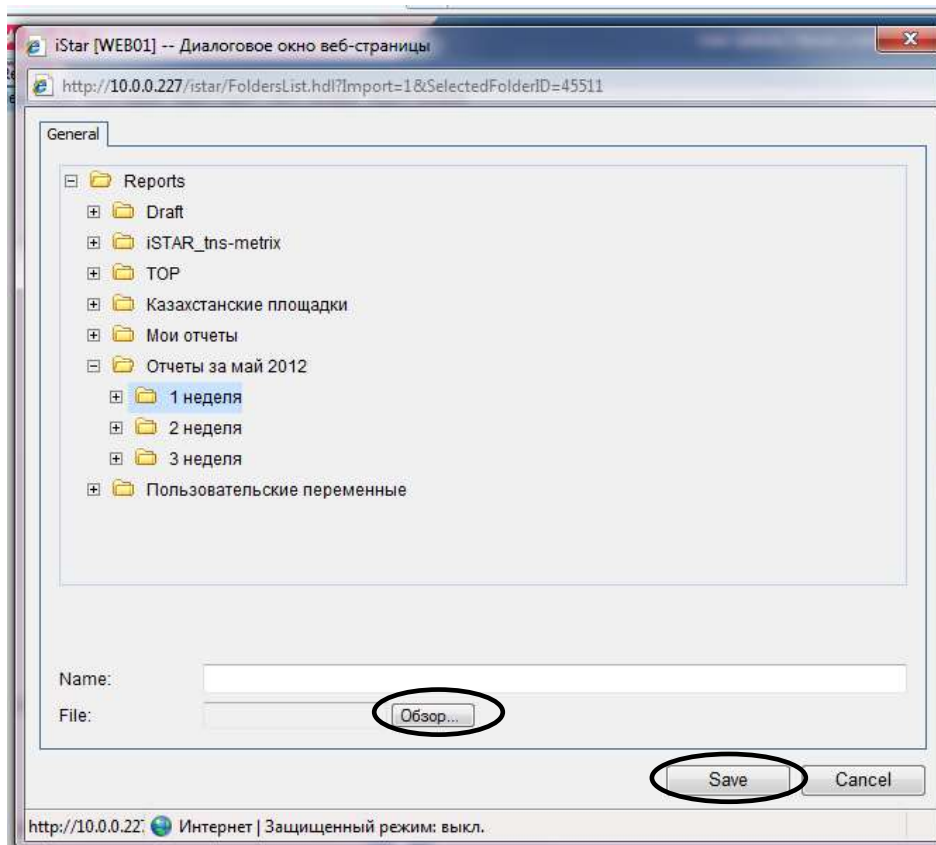 iStar [WEB01] -- Диалоговое окно веб-страницы
http://10.0.0.227/istar/FoldersList.hdl?Import=1&SelectedFolderID=45511
General
Reports
Draft
iSTAR_tns-metrix
TOP
Казахстанские площадки
Мои отчеты
Отчеты за май 2012
1 неделя
2 неделя
3 неделя
Пользовательские переменные
Name:
File: Обзор...
Save Cancel
http://10.0.0.22 Интернет | Защищенный режим: выкл.